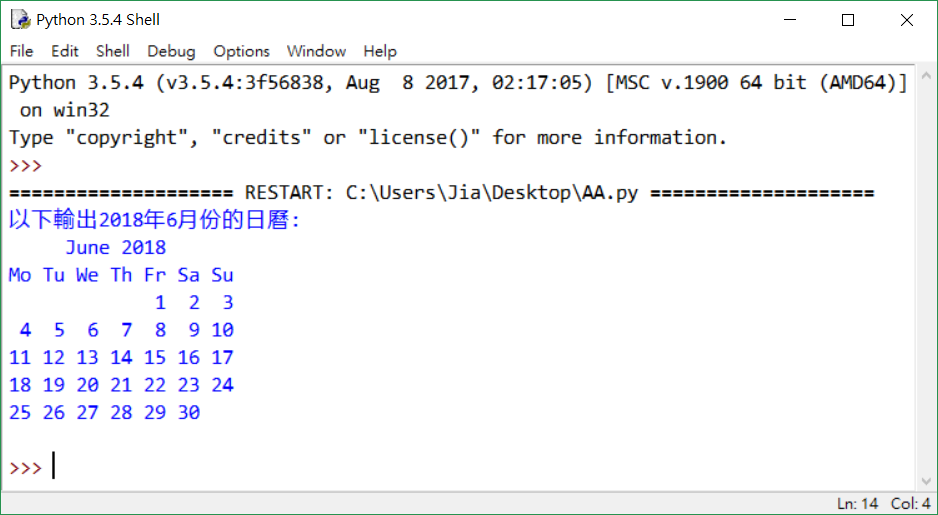 Python 3.5.4 Shell
File Edit Shell Debug Options Window Help
Python 3.5.4 (v3.5.4:3f56838, Aug  8 2017, 02:17:05) [MSC v.1900 64 bit (AMD64)]
 on win32
Type "copyright", "credits" or "license()" for more information.
>>>
==================== RESTART: C:\Users\Jia\Desktop\AA.py ====================
以下輸出2018年6月份的日曆:
     June 2018
Mo Tu We Th Fr Sa Su
             1  2  3
 4  5  6  7  8  9 10
11 12 13 14 15 16 17
18 19 20 21 22 23 24
25 26 27 28 29 30
>>>
Ln: 14 Col: 4